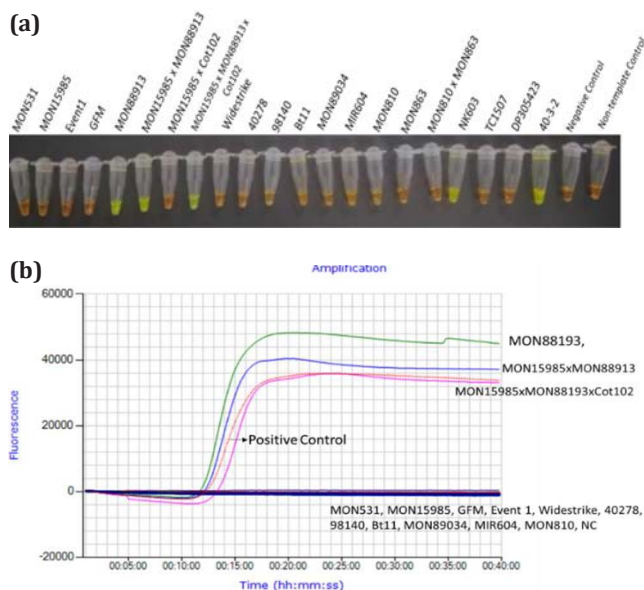 (a)
MON531
MON15985
Event1
GFM
MON88913
MON15985 x MON88913
MON15985 x Cot102
MON15985 x MON88913 x
Cot102
Widestrike
40278
98140
Bt11
MON89034
MIR604
MON810
MON863
MON810 x MON863
NK603
TC1507
DP305423
40-3-2
Negative Control
Non-template Control
(b)
Amplification
60000
40000
20000
0
-20000
Fluorescence
MON88193,
MON15985xMON88913
MON15985xMON88193xCot102
Positive Control
MON531, MON15985, GFM, Event 1, Widestrike, 40278,
98140, Bt11, MON89034, MIR604, MON810, NC
00:05:00 00:10:00 00:15:00 00:20:00 00:25:00 00:30:00 00:35:00 00:40:00
Time (hh:mm:ss)